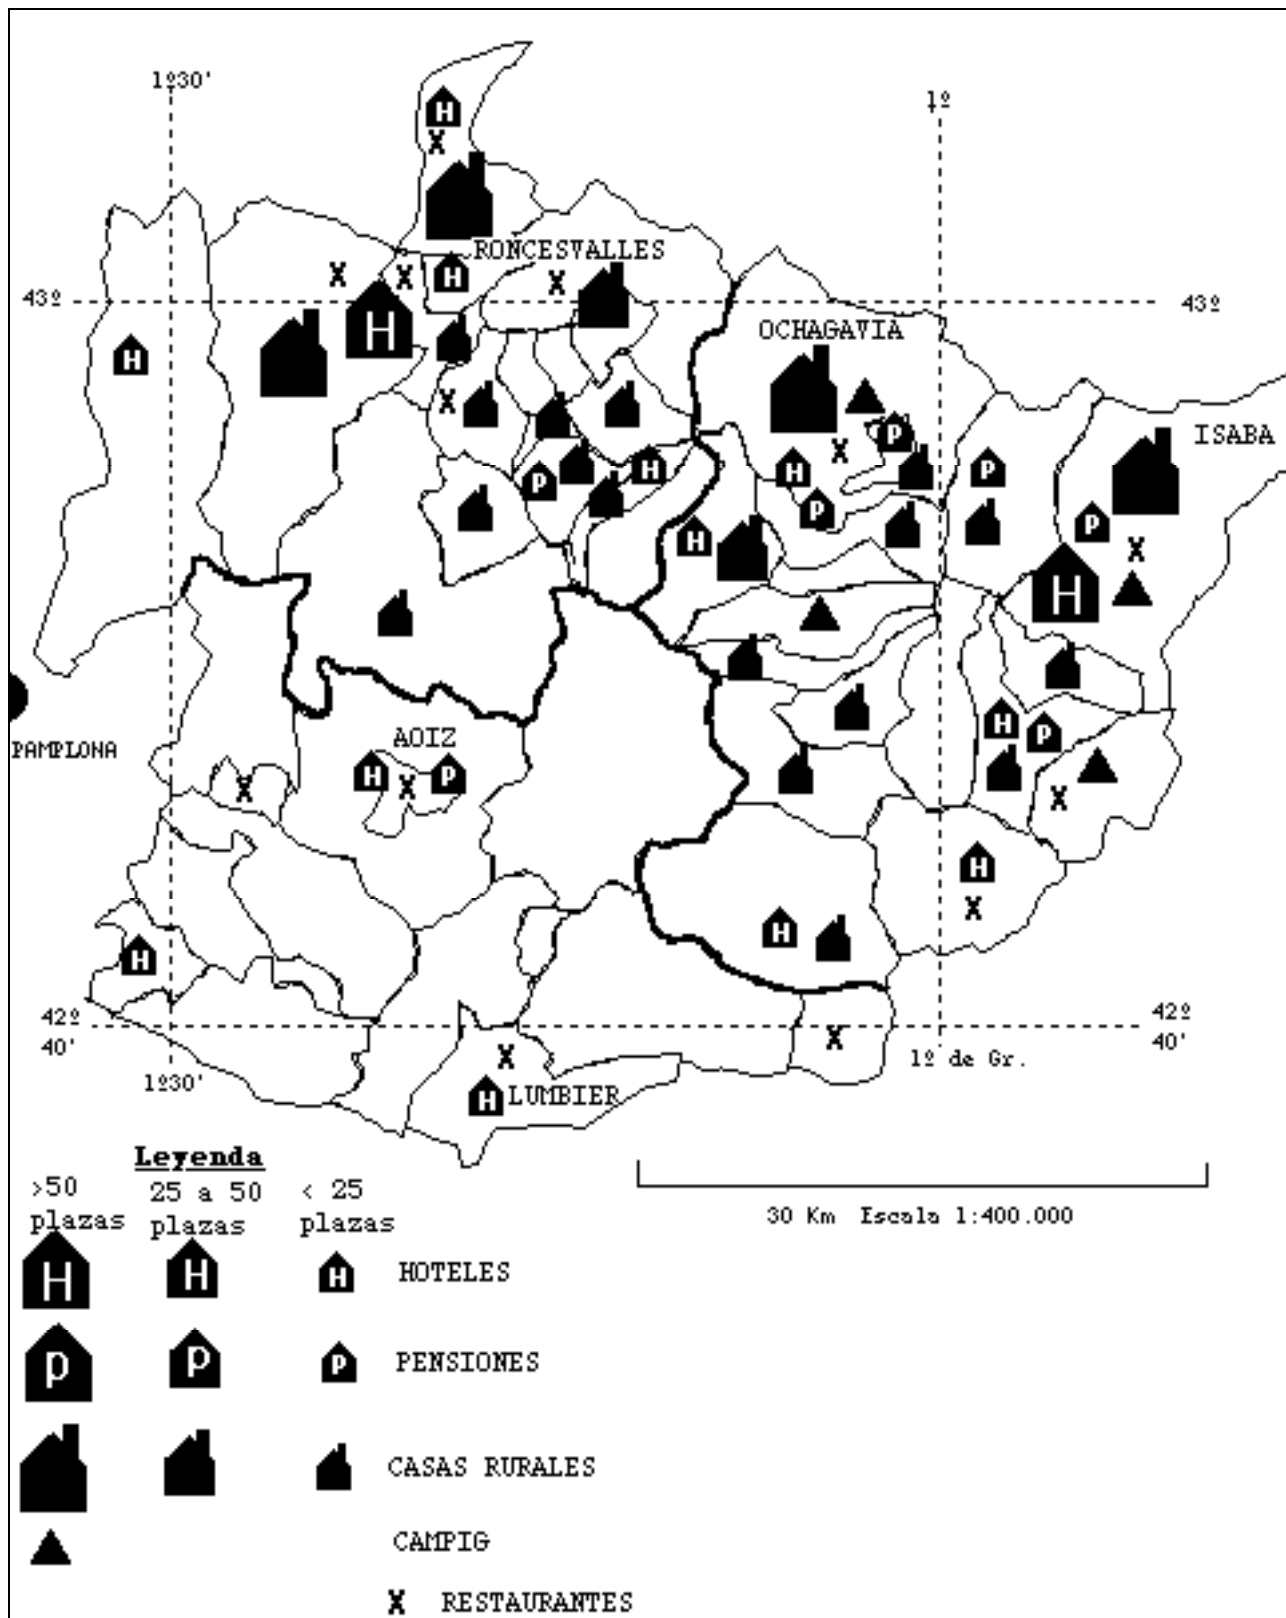 1º30'
1º
RONCESVALLES
43º
43º
OCHAGAVIA
ISABA
AOIZ
PAMPLONA
42º
40'
42º
40'
1º30'
1º de Gr.
LUMBIER
Leyenda
>50
plazas
25 a 50
plazas
< 25
plazas
30 Km Escala 1:400.000
H H H HOTELES
P P P PENSIONES
CASAS RURALES
CAMPIG
X RESTAURANTES